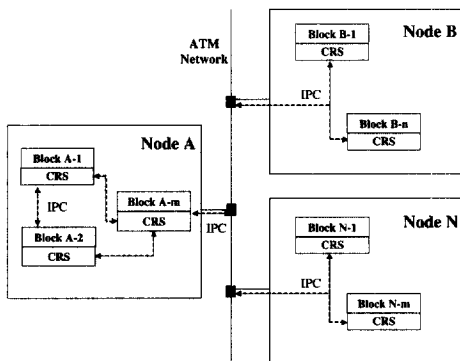 ATM
Network
Node B
Block B-1
CRS
IPC
Block B-n
CRS
Node A
Block A-1
CRS
IPC
Block A-2
CRS
Block A-m
CRS
IPC
Node N
Block N-1
CRS
IPC
Block N-m
CRS